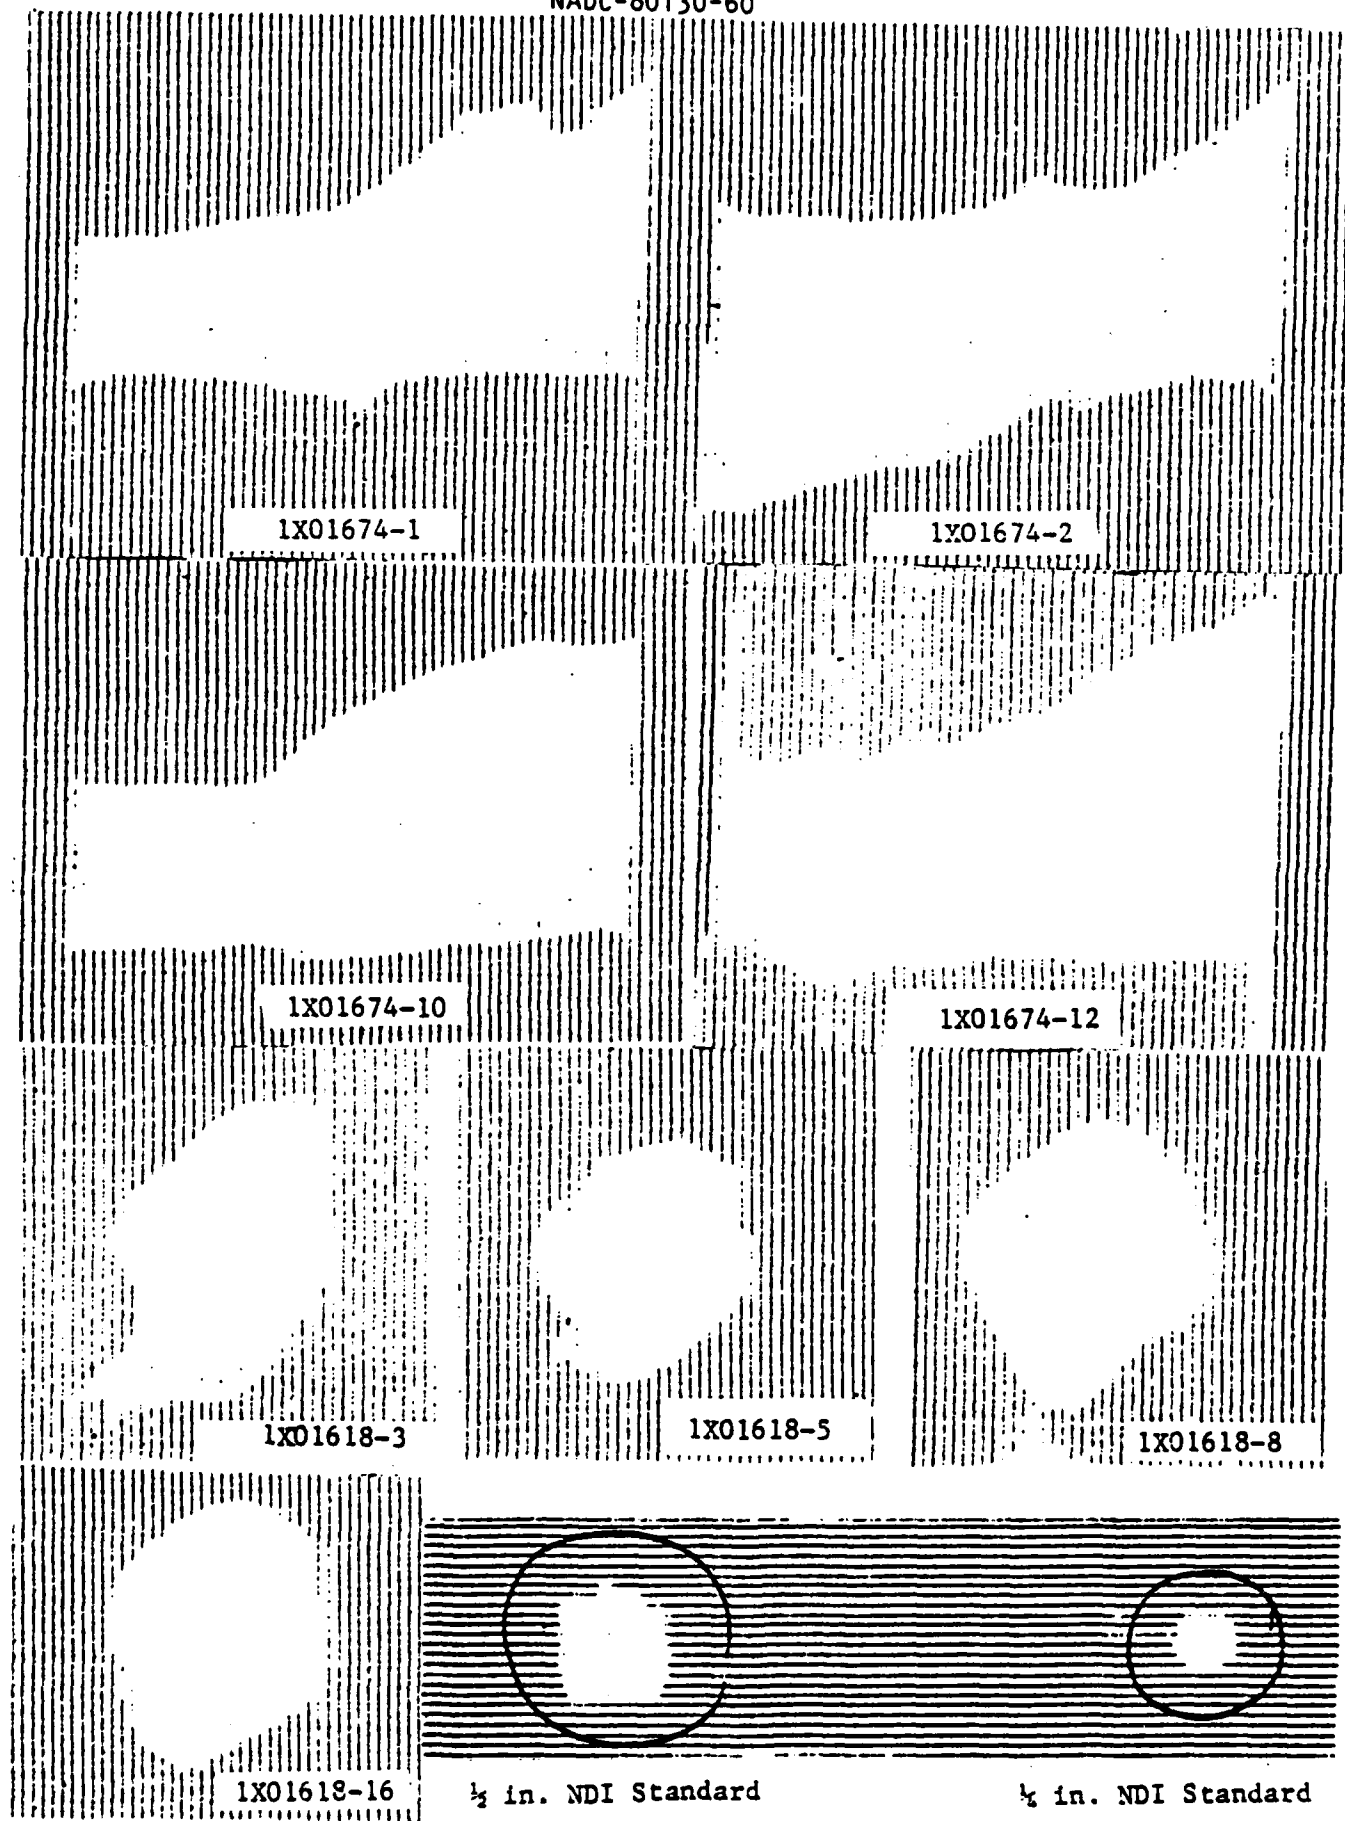 NADC-80130-60
1X01674-1
1X01674-2
1X01674-10
1X01674-12
1X01618-3
1X01618-5
1X01618-8
1X01618-16
½ in. NDI Standard
¼ in. NDI Standard